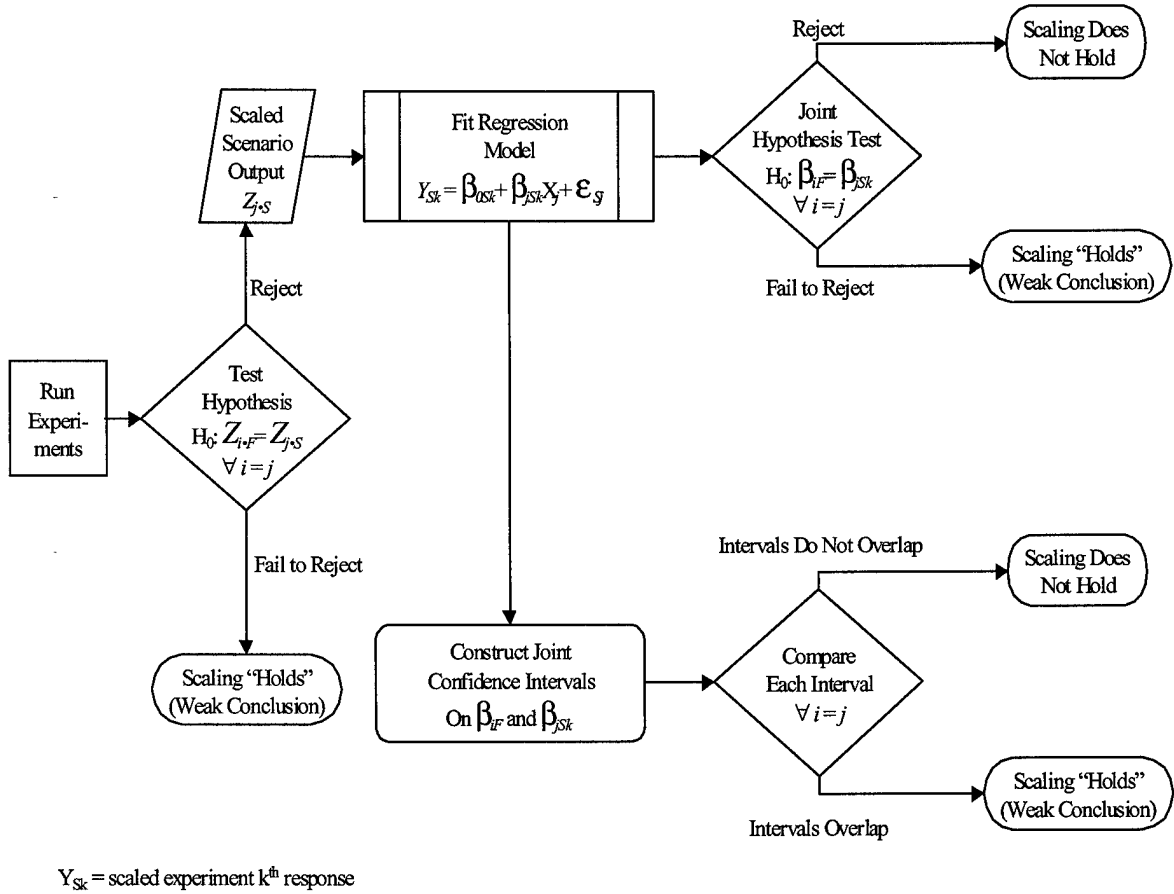 Run
Experi-
ments
Test
Hypothesis
H₀: Z_{i•F} = Z_{j•S}
∀ i = j
Reject
Fail to Reject
Scaling “Holds”
(Weak Conclusion)
Scaled
Scenario
Output
Z_{j•S}
Fit Regression
Model
Y_{Sk} = β_{0Sk} + β_{jSk}X_j + ε_{Sj}
Joint
Hypothesis Test
H₀: β_{iF} = β_{jSk}
∀ i = j
Reject
Scaling Does
Not Hold
Fail to Reject
Scaling “Holds”
(Weak Conclusion)
Construct Joint
Confidence Intervals
On β_{iF} and β_{jSk}
Compare
Each Interval
∀ i = j
Intervals Do Not Overlap
Scaling Does
Not Hold
Intervals Overlap
Scaling “Holds”
(Weak Conclusion)
Y_{Sk} = scaled experiment kᵗʰ response